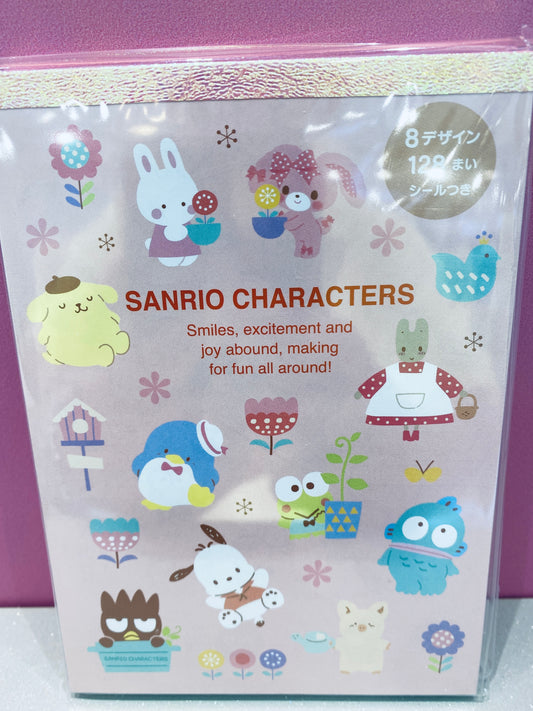 8デザイン
128まい
シールつき
SANRIO CHARACTERS
Smiles, excitement and
joy abound, making
for fun all around!
SANRIO CHARACTERS